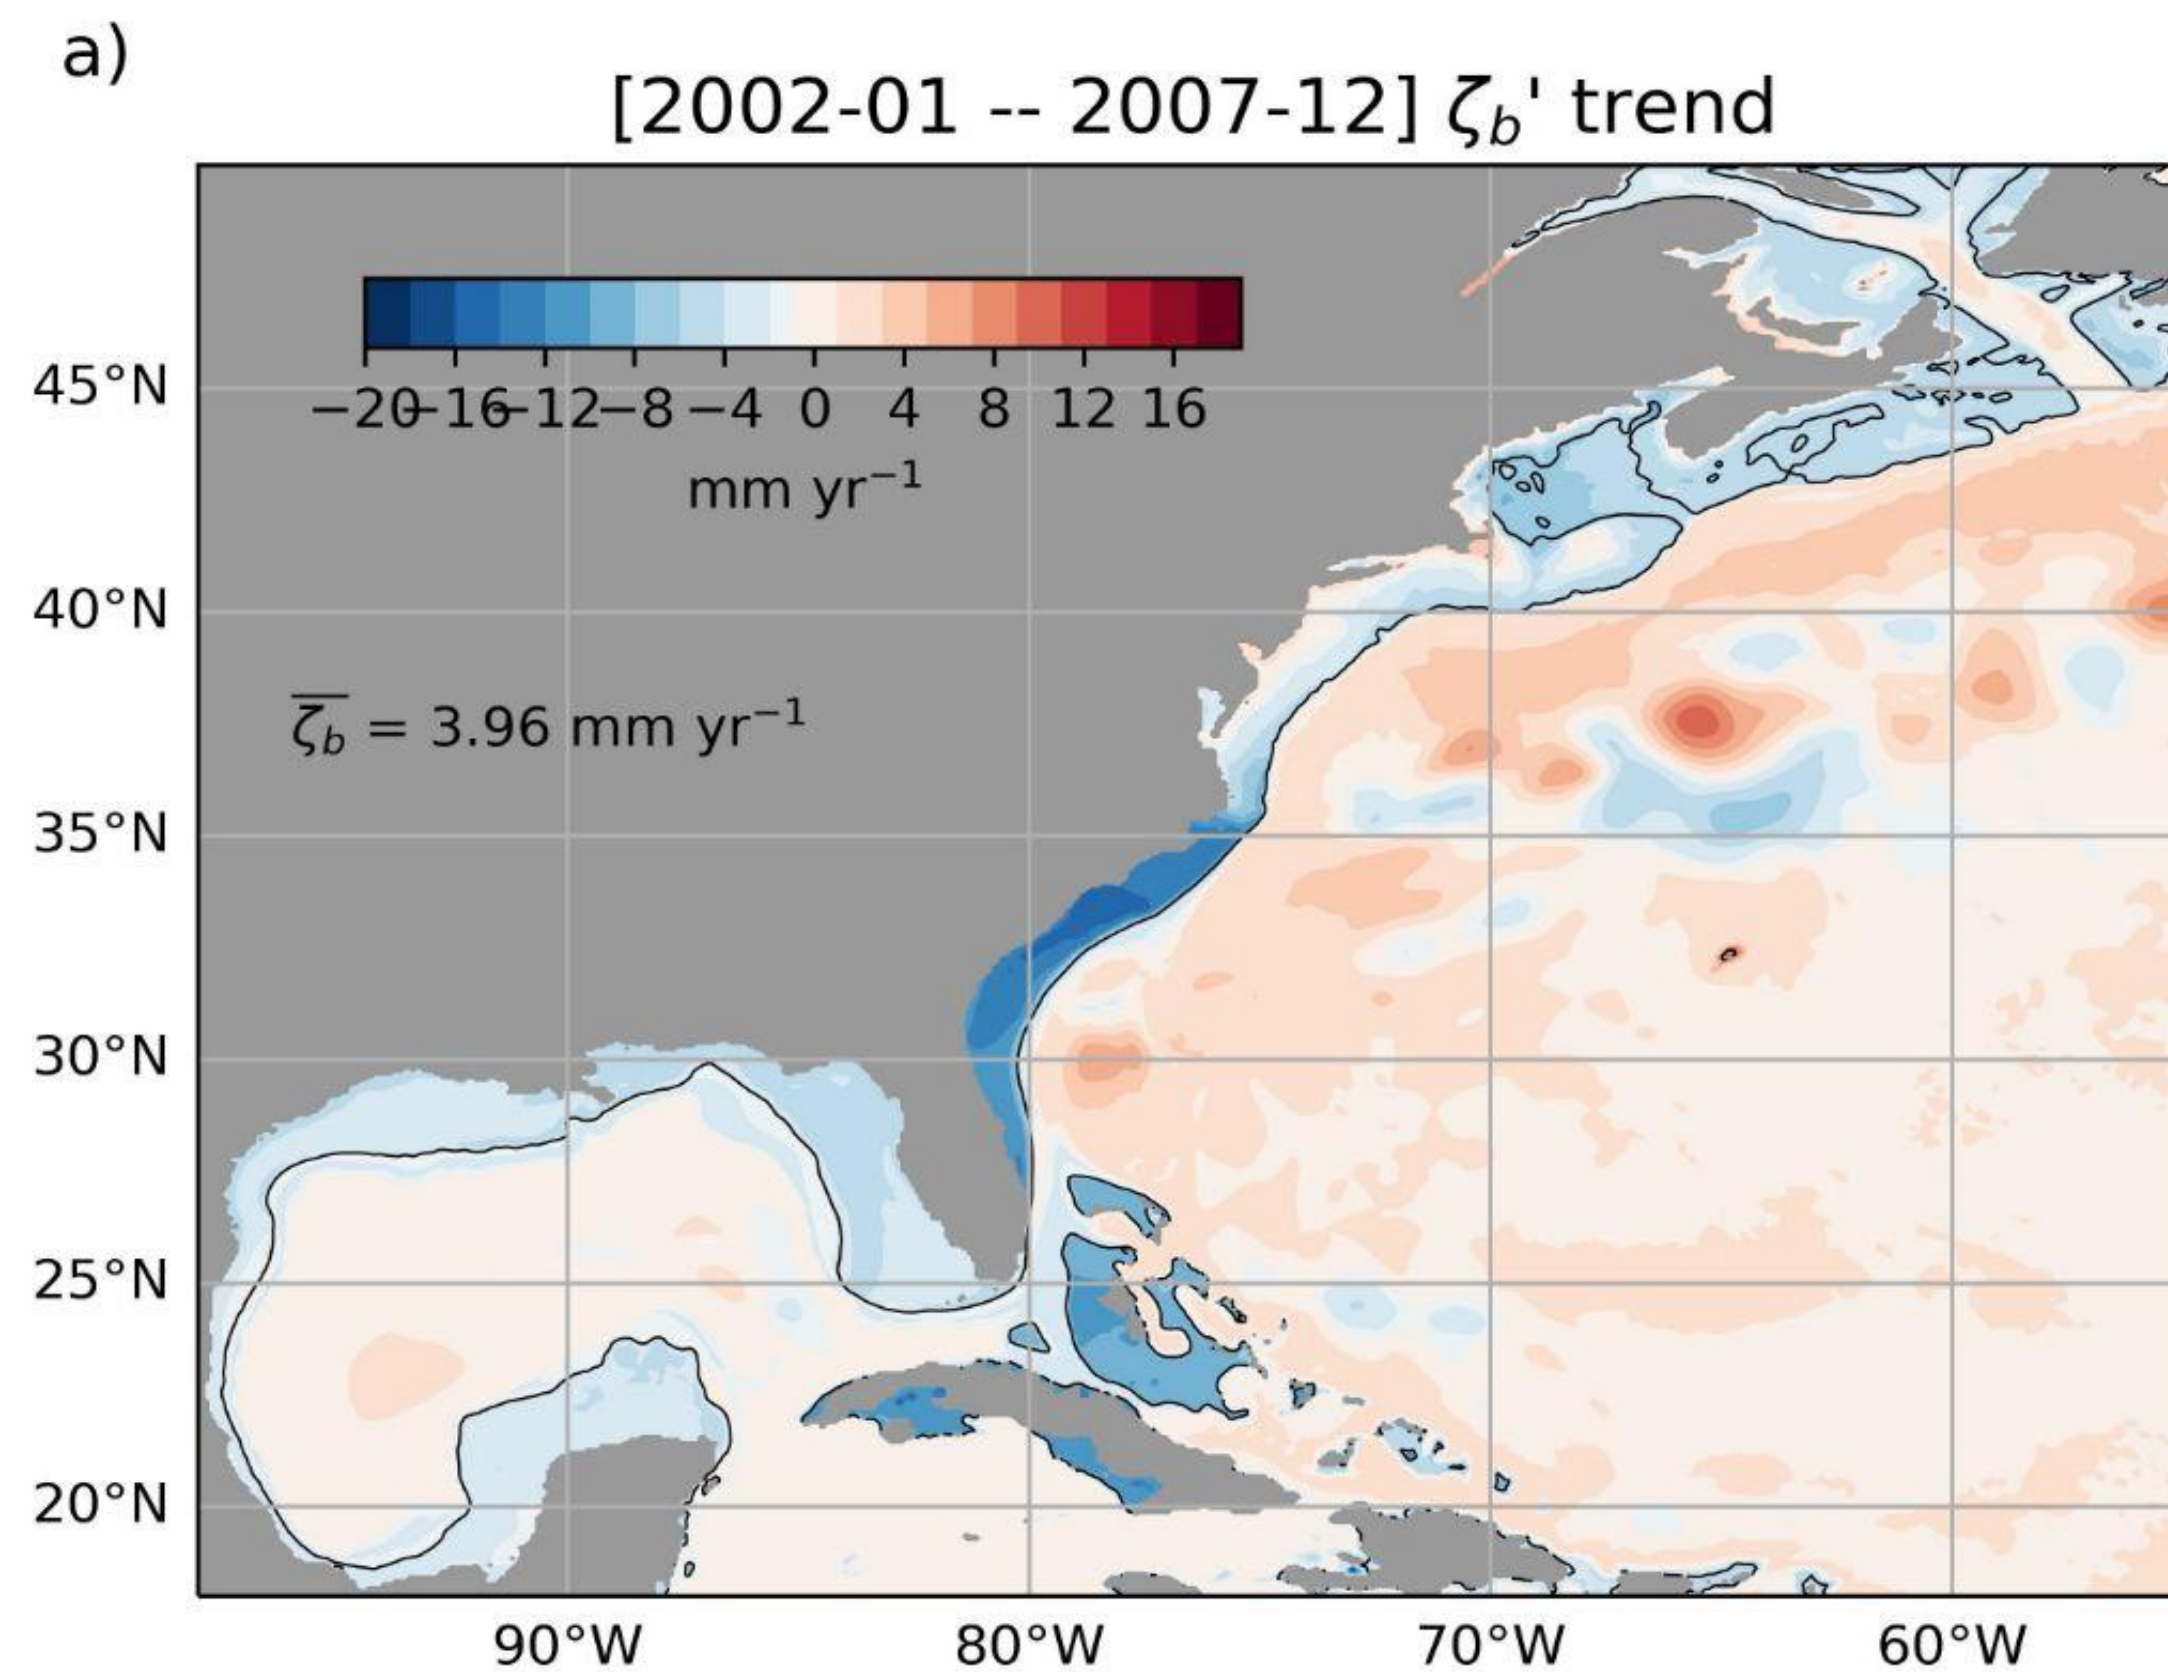 a)
[2002-01 -- 2007-12] ζb' trend
−20 −16 −12 −8 −4 0 4 8 12 16
mm yr−1
ζb = 3.96 mm yr−1
45°N
40°N
35°N
30°N
25°N
20°N
90°W 80°W 70°W 60°W